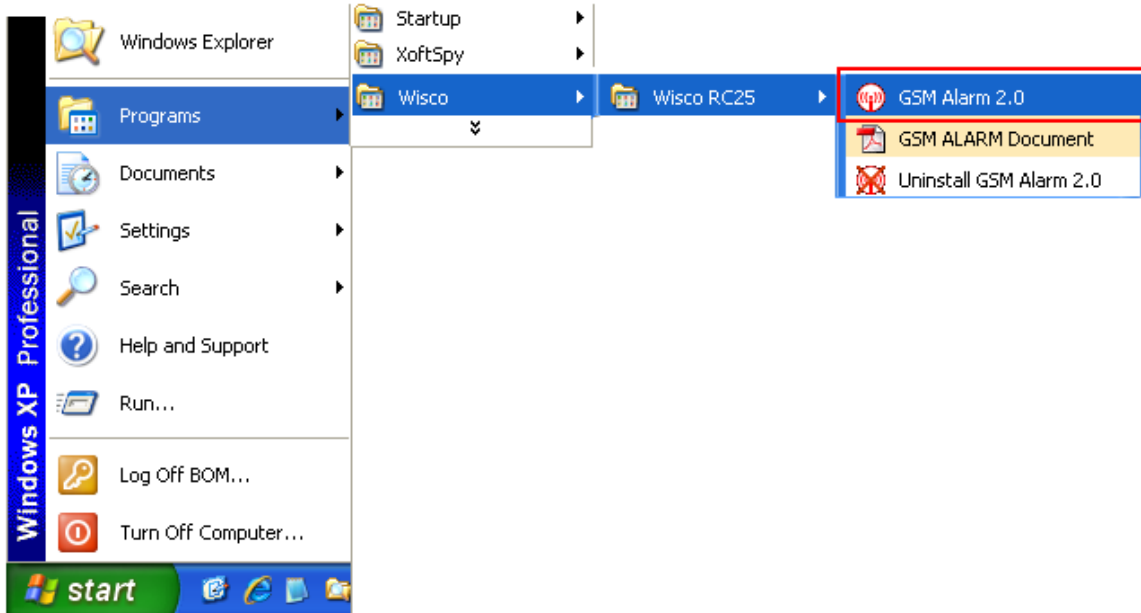 Windows Explorer
Programs
Documents
Settings
Search
Help and Support
Run...
Log Off BOM...
Turn Off Computer...
Windows XP Professional
start
Startup
XoftSpy
Wisco
Wisco RC25
GSM Alarm 2.0
GSM ALARM Document
Uninstall GSM Alarm 2.0